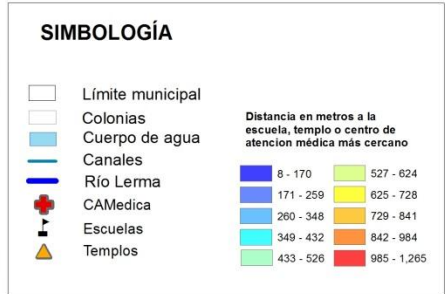 SIMBOLOGÍA
Límite municipal
Colonias
Cuerpo de agua
Canales
Río Lerma
CAMedica
Escuelas
Templos
Distancia en metros a la
escuela, templo o centro de
atencion médica más cercano
8 - 170
171 - 259
260 - 348
349 - 432
433 - 526
527 - 624
625 - 728
729 - 841
842 - 984
985 - 1,265